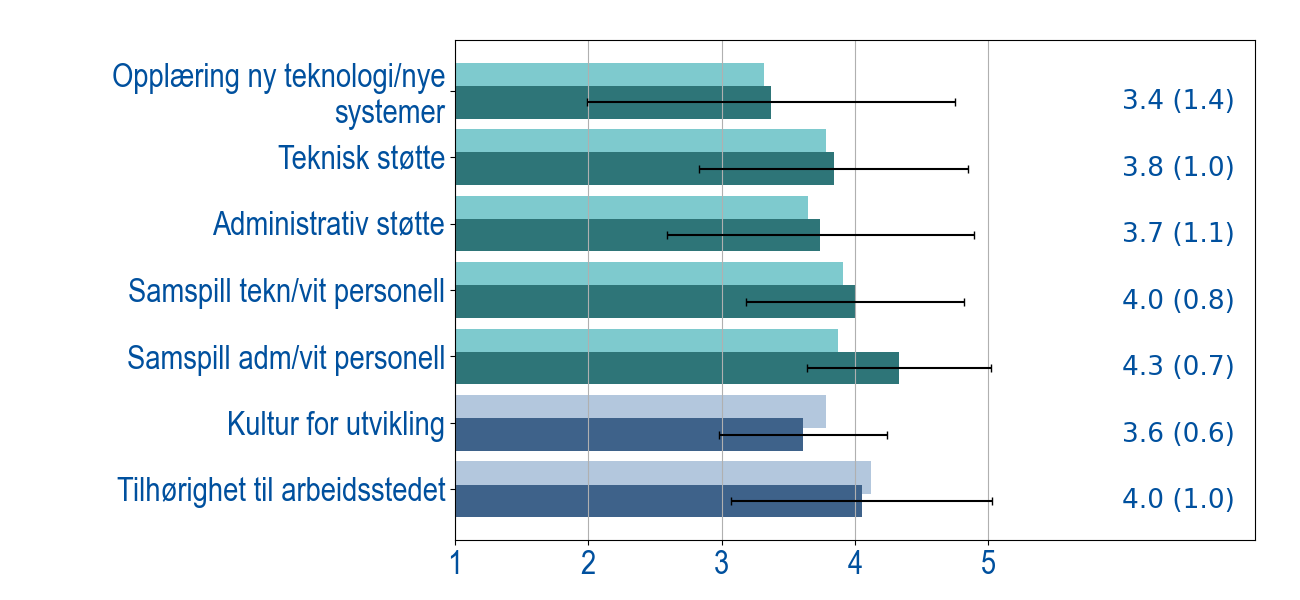 Opplæring ny teknologi/nye
systemer
3.4 (1.4)
Teknisk støtte
3.8 (1.0)
Administrativ støtte
3.7 (1.1)
Samspill tekn/vit personell
4.0 (0.8)
Samspill adm/vit personell
4.3 (0.7)
Kultur for utvikling
3.6 (0.6)
Tilhørighet til arbeidsstedet
4.0 (1.0)
1 2 3 4 5